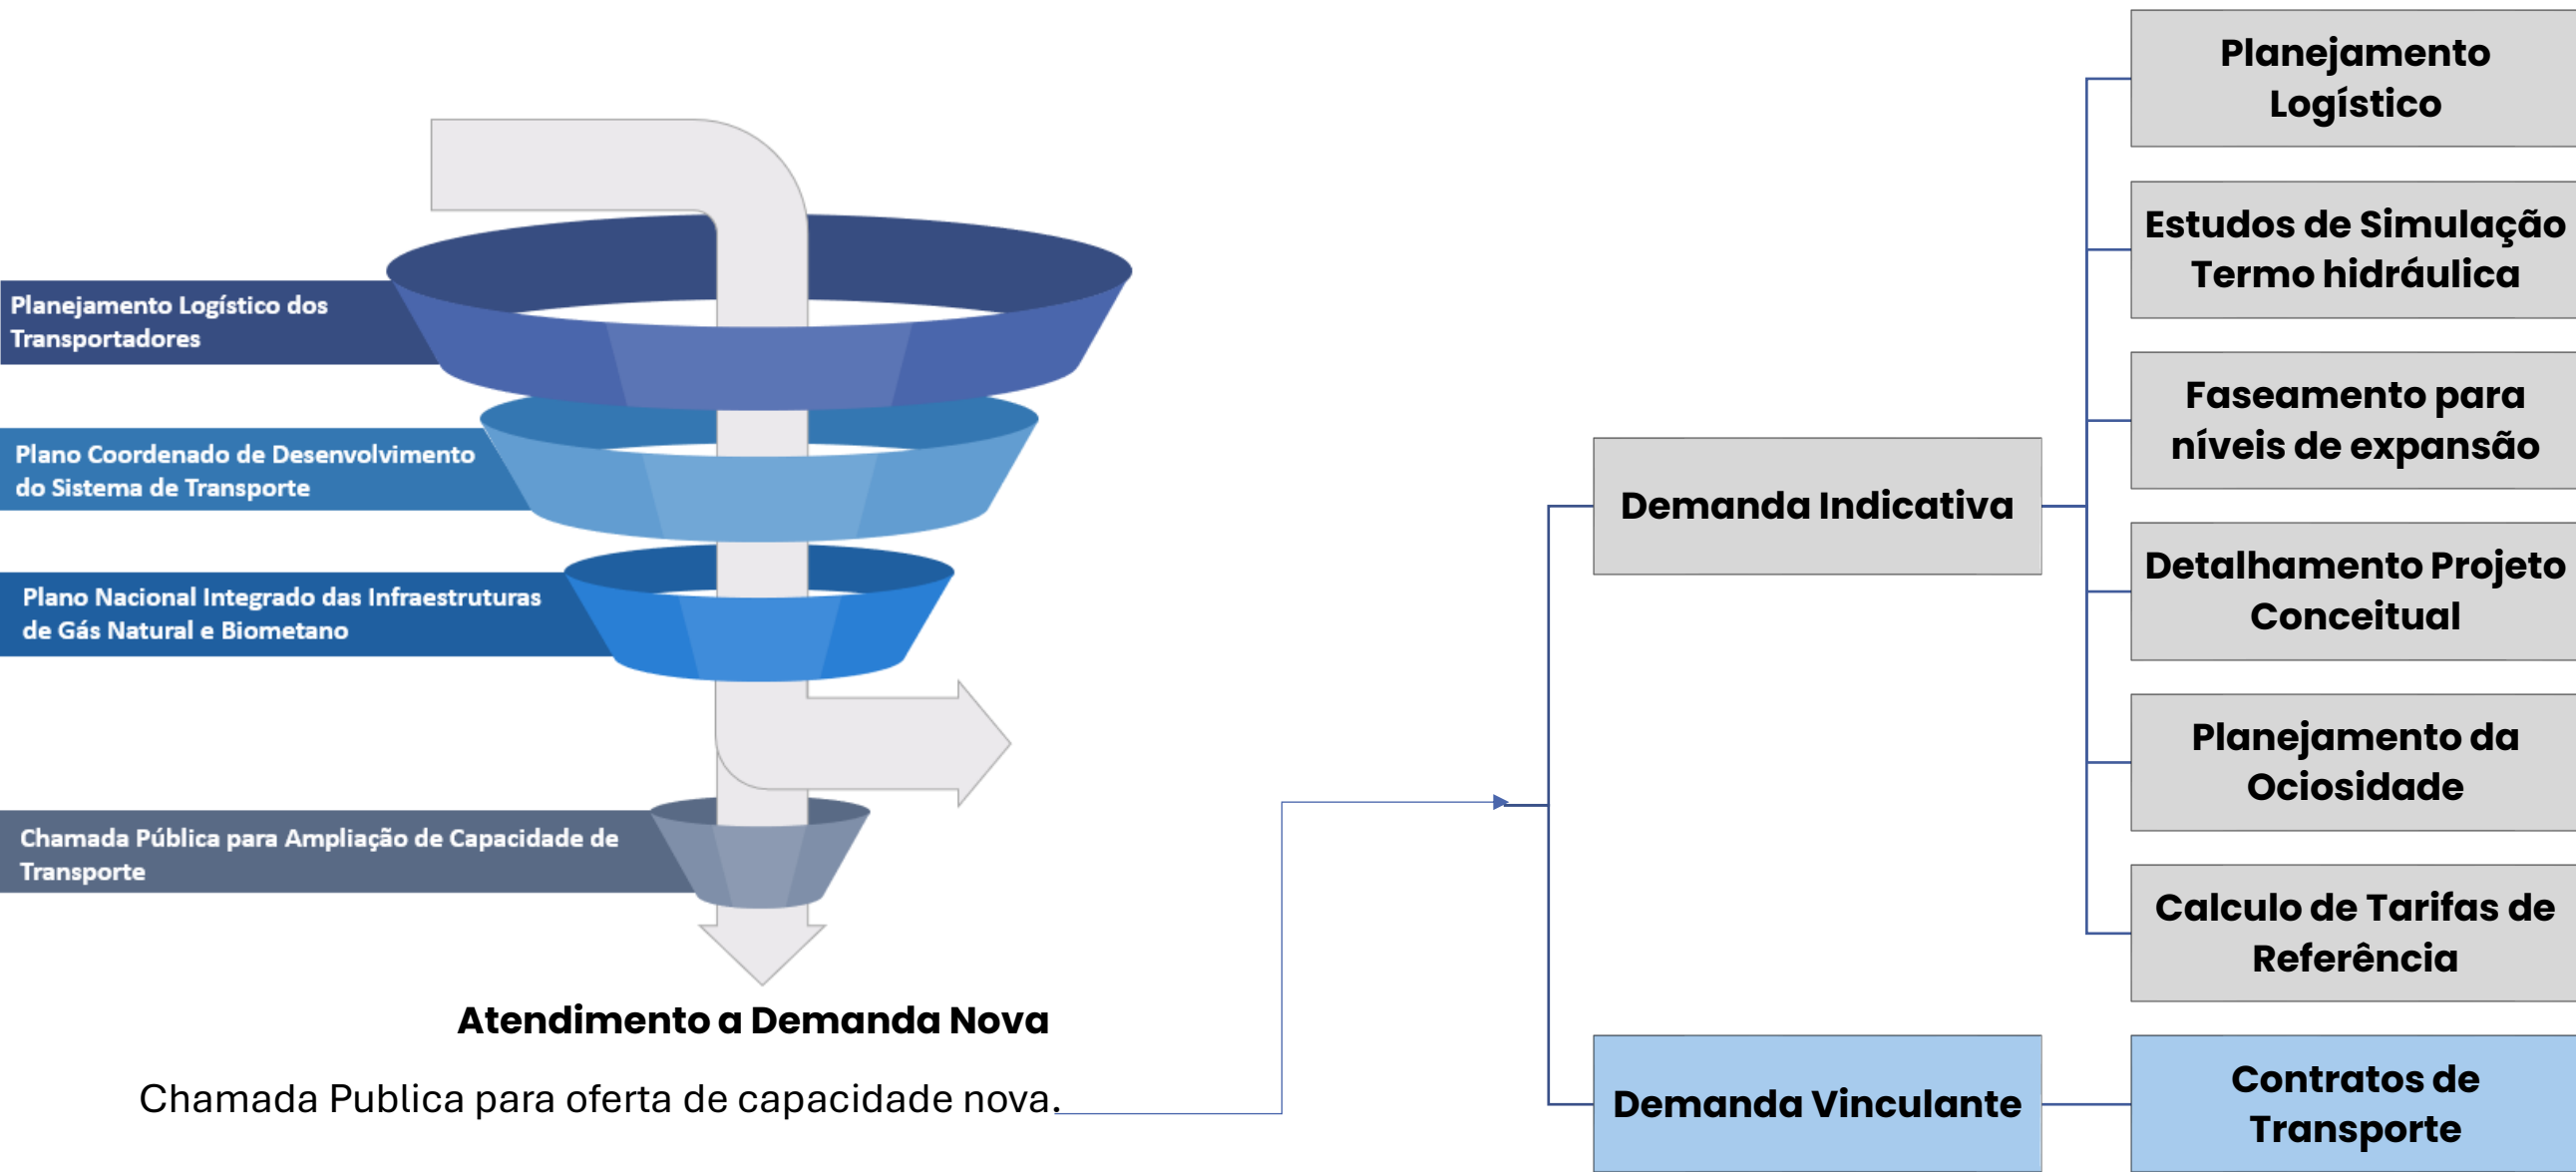 Planejamento Logístico dos
Transportadores
Plano Coordenado de Desenvolvimento
do Sistema de Transporte
Plano Nacional Integrado das Infraestruturas
de Gás Natural e Biometano
Chamada Pública para Ampliação de Capacidade de
Transporte
Atendimento a Demanda Nova
Chamada Publica para oferta de capacidade nova.
Demanda Indicativa
Planejamento
Logístico
Estudos de Simulação
Termo hidráulica
Faseamento para
níveis de expansão
Detalhamento Projeto
Conceitual
Planejamento da
Ociosidade
Calculo de Tarifas de
Referência
Demanda Vinculante
Contratos de
Transporte